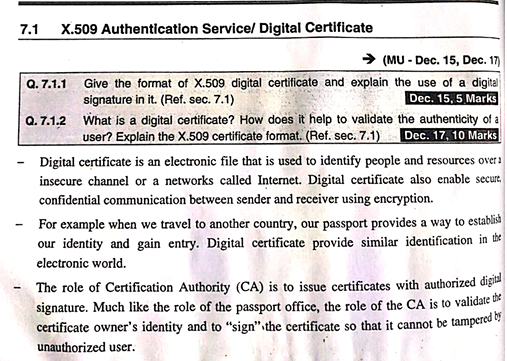 7.1 X.509 Authentication Service/ Digital Certificate
→ (MU - Dec. 15, Dec. 17)
Q. 7.1.1 Give the format of X.509 digital certificate and explain the use of a digital
signature in it. (Ref. sec. 7.1) Dec. 15, 5 Marks
Q. 7.1.2 What is a digital certificate? How does it help to validate the authenticity of a
user? Explain the X.509 certificate format. (Ref. sec. 7.1) Dec. 17, 10 Marks
– Digital certificate is an electronic file that is used to identify people and resources over a
insecure channel or a networks called Internet. Digital certificate also enable secure,
confidential communication between sender and receiver using encryption.
– For example when we travel to another country, our passport provides a way to establish
our identity and gain entry. Digital certificate provide similar identification in the
electronic world.
– The role of Certification Authority (CA) is to issue certificates with authorized digital
signature. Much like the role of the passport office, the role of the CA is to validate the
certificate owner's identity and to "sign" the certificate so that it cannot be tampered by
unauthorized user.